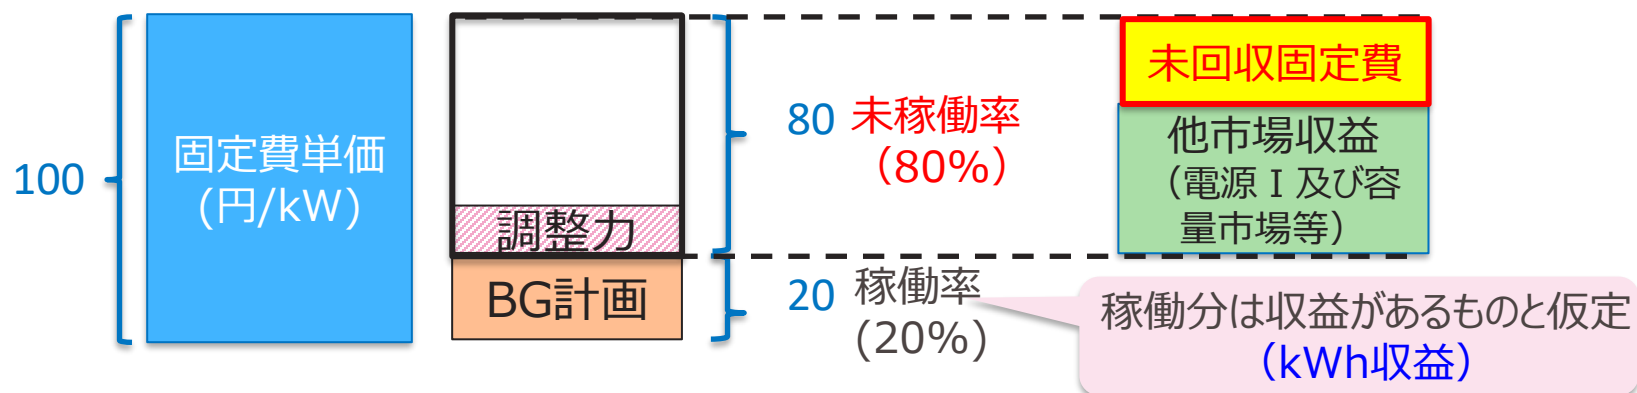 100
固定費単価
(円/kW)
調整力
BG計画
80
未稼働率
(80%)
20
稼働率
(20%)
未回収固定費
他市場収益
(電源Ⅰ及び容
量市場等)
稼働分は収益があるものと仮定
(kWh収益)